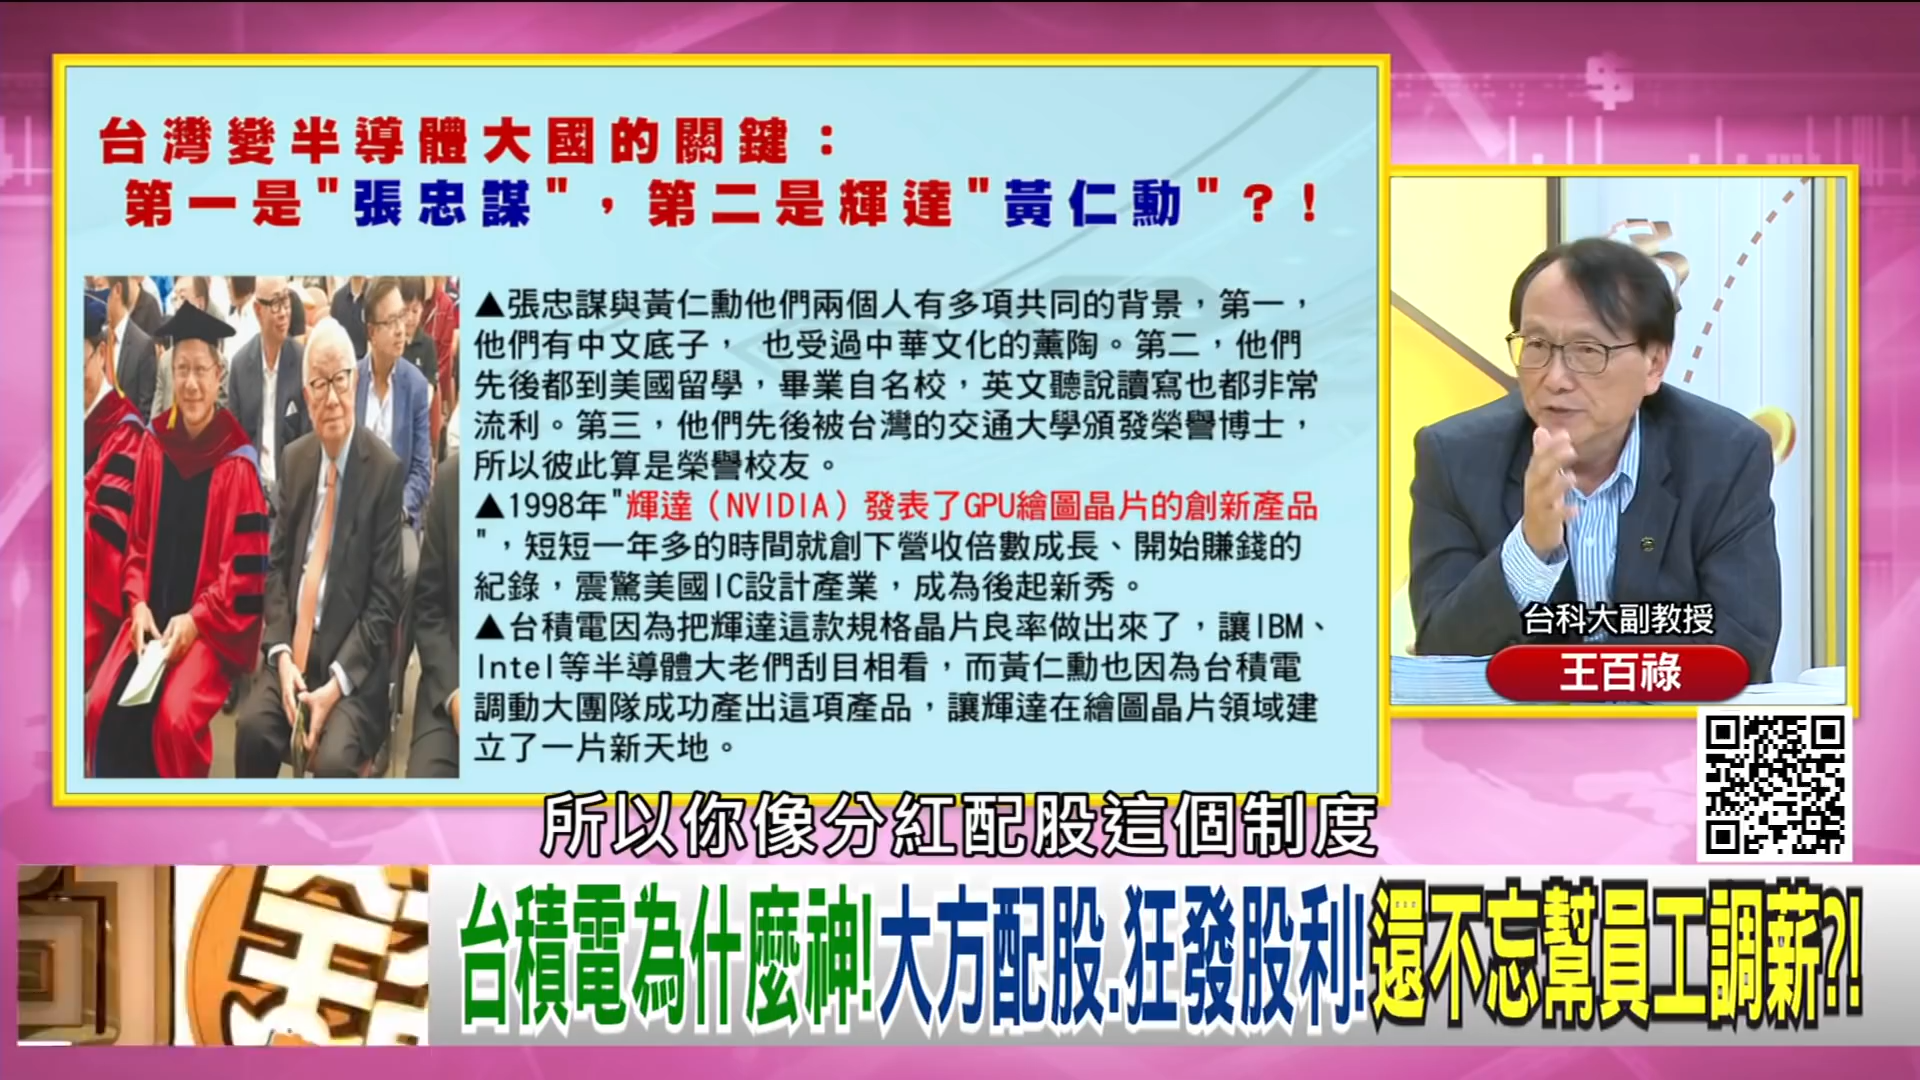 台灣變半導體大國的關鍵：
第一是"張忠謀"，第二是輝達"黃仁勳"？！
▲張忠謀與黃仁勳他們兩個人有多項共同的背景，第一，
他們有中文底子， 也受過中華文化的薰陶。第二，他們
先後都到美國留學，畢業自名校，英文聽說讀寫也都非常
流利。第三，他們先後被台灣的交通大學頒發榮譽博士，
所以彼此算是榮譽校友。
▲1998年"輝達（NVIDIA）發表了GPU繪圖晶片的創新產品
"，短短一年多的時間就創下營收倍數成長、開始賺錢的
紀錄，震驚美國IC設計產業，成為後起新秀。
▲台積電因為把輝達這款規格晶片良率做出來了，讓IBM、
Intel等半導體大老們刮目相看，而黃仁勳也因為台積電
調動大團隊成功產出這項產品，讓輝達在繪圖晶片領域建
立了一片新天地。
台科大副教授
王百祿
所以你像分紅配股這個制度
台積電為什麼神!大方配股.狂發股利!還不忘幫員工調薪?!